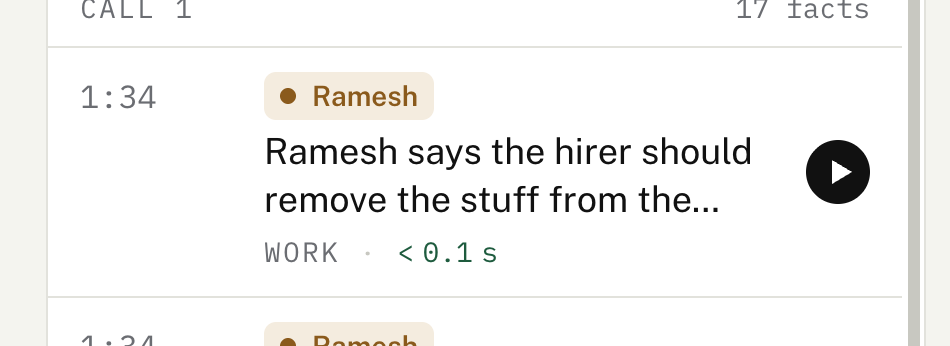 CALL 1 17 facts
1:34 Ramesh
Ramesh says the hirer should
remove the stuff from the...
WORK · < 0.1 s
1:34 Ramesh